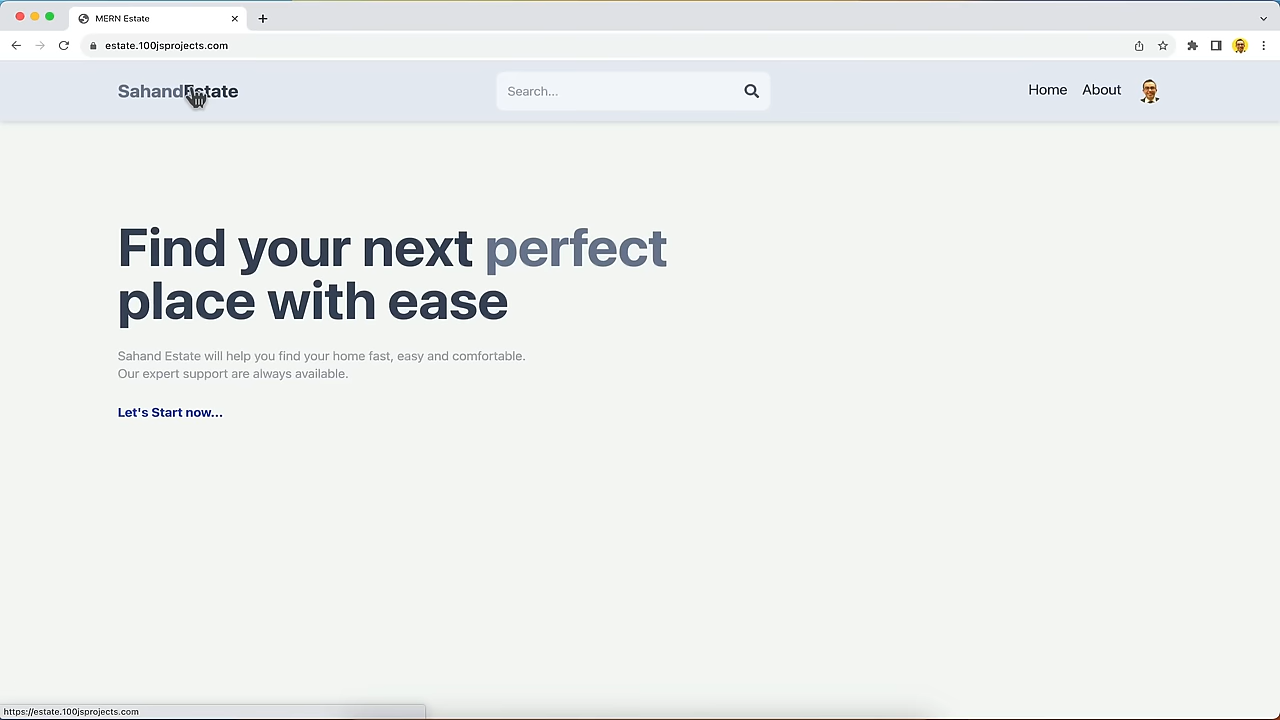 MERN Estate
estate.100jsprojects.com
SahandEstate
Search...
Home
About
Find your next perfect
place with ease
Sahand Estate will help you find your home fast, easy and comfortable.
Our expert support are always available.
Let's Start now...
https://estate.100jsprojects.com